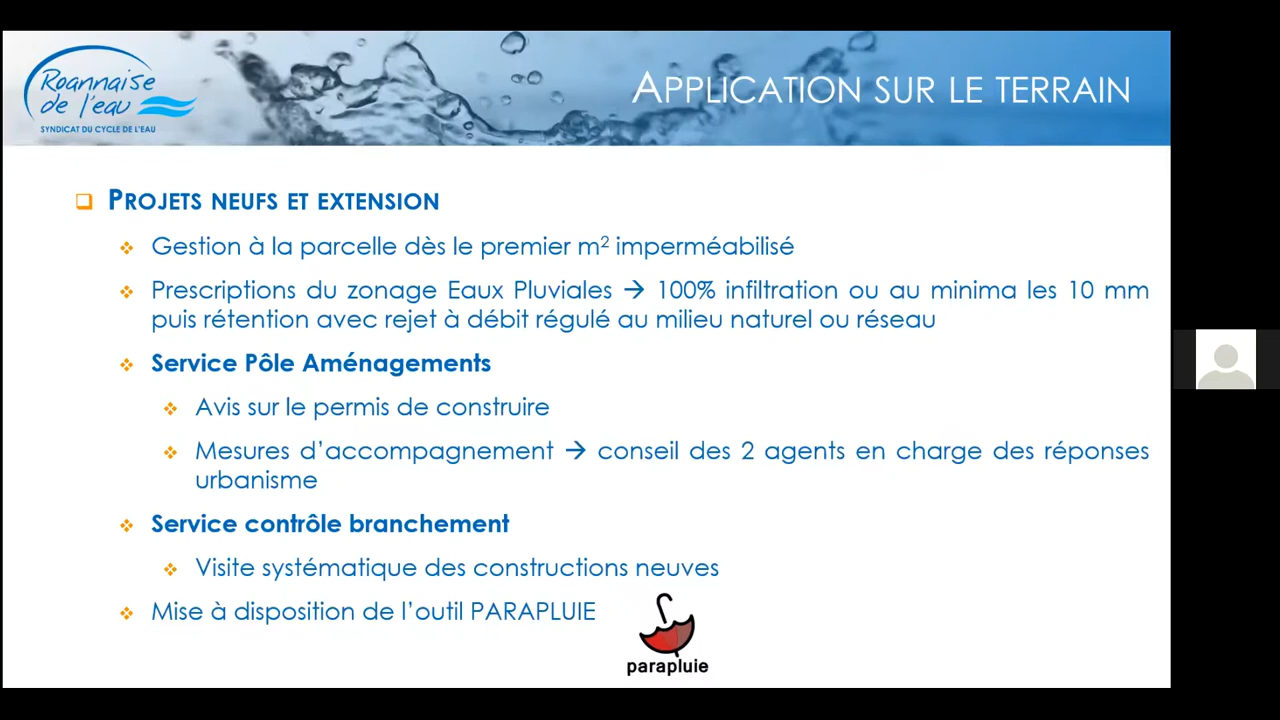 Roannaise
de l'eau
SYNDICAT DU CYCLE DE L'EAU
APPLICATION SUR LE TERRAIN
PROJETS NEUFS ET EXTENSION
Gestion à la parcelle dès le premier m² imperméabilisé
Prescriptions du zonage Eaux Pluviales → 100% infiltration ou au minima les 10 mm
puis rétention avec rejet à débit régulé au milieu naturel ou réseau
Service Pôle Aménagements
Avis sur le permis de construire
Mesures d'accompagnement → conseil des 2 agents en charge des réponses
urbanisme
Service contrôle branchement
Visite systématique des constructions neuves
Mise à disposition de l'outil PARAPLUIE
parapluie